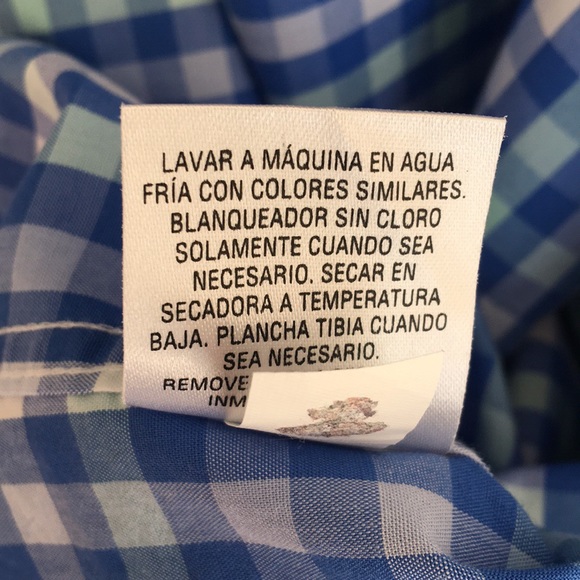 LAVAR A MÁQUINA EN AGUA
FRÍA CON COLORES SIMILARES.
BLANQUEADOR SIN CLORO
SOLAMENTE CUANDO SEA
NECESARIO. SECAR EN
SECADORA A TEMPERATURA
BAJA. PLANCHA TIBIA CUANDO
SEA NECESARIO.
REMOVE